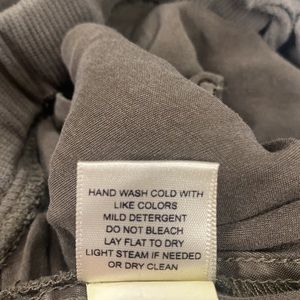 HAND WASH COLD WITH
LIKE COLORS
MILD DETERGENT
DO NOT BLEACH
LAY FLAT TO DRY
LIGHT STEAM IF NEEDED
OR DRY CLEAN